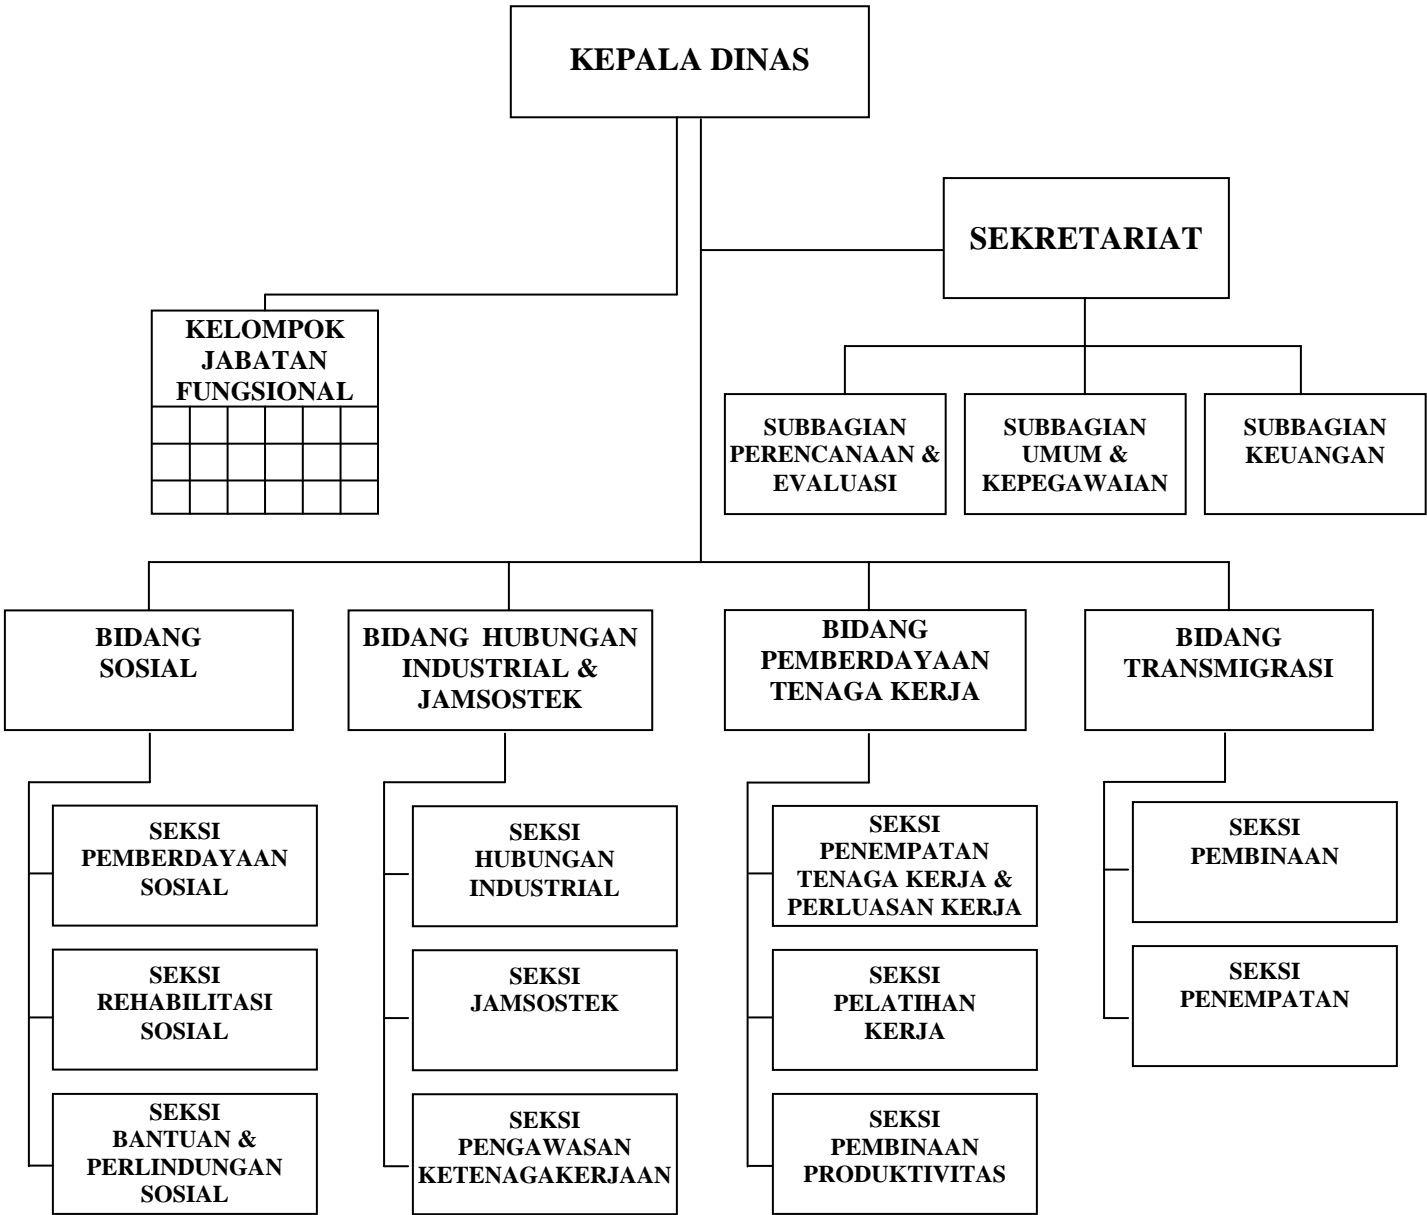 KEPALA DINAS
SEKRETARIAT
KELOMPOK
JABATAN
FUNGSIONAL
SUBBAGIAN
PERENCANAAN &
EVALUASI
SUBBAGIAN
UMUM &
KEPEGAWAIAN
SUBBAGIAN
KEUANGAN
BIDANG
SOSIAL
BIDANG HUBUNGAN
INDUSTRIAL &
JAMSOSTEK
BIDANG
PEMBERDAYAAN
TENAGA KERJA
BIDANG
TRANSMIGRASI
SEKSI
PEMBERDAYAAN
SOSIAL
SEKSI
HUBUNGAN
INDUSTRIAL
SEKSI
PENEMPATAN
TENAGA KERJA &
PERLUASAN KERJA
SEKSI
PEMBINAAN
SEKSI
REHABILITASI
SOSIAL
SEKSI
JAMSOSTEK
SEKSI
PELATIHAN
KERJA
SEKSI
PENEMPATAN
SEKSI
BANTUAN &
PERLINDUNGAN
SOSIAL
SEKSI
PENGAWASAN
KETENAGAKERJAAN
SEKSI
PEMBINAAN
PRODUKTIVITAS